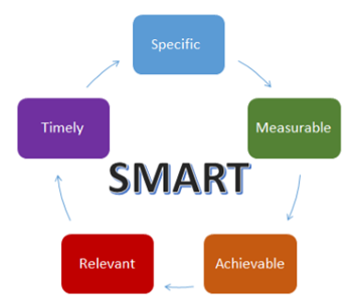 Specific
Measurable
Achievable
Relevant
Timely
SMART